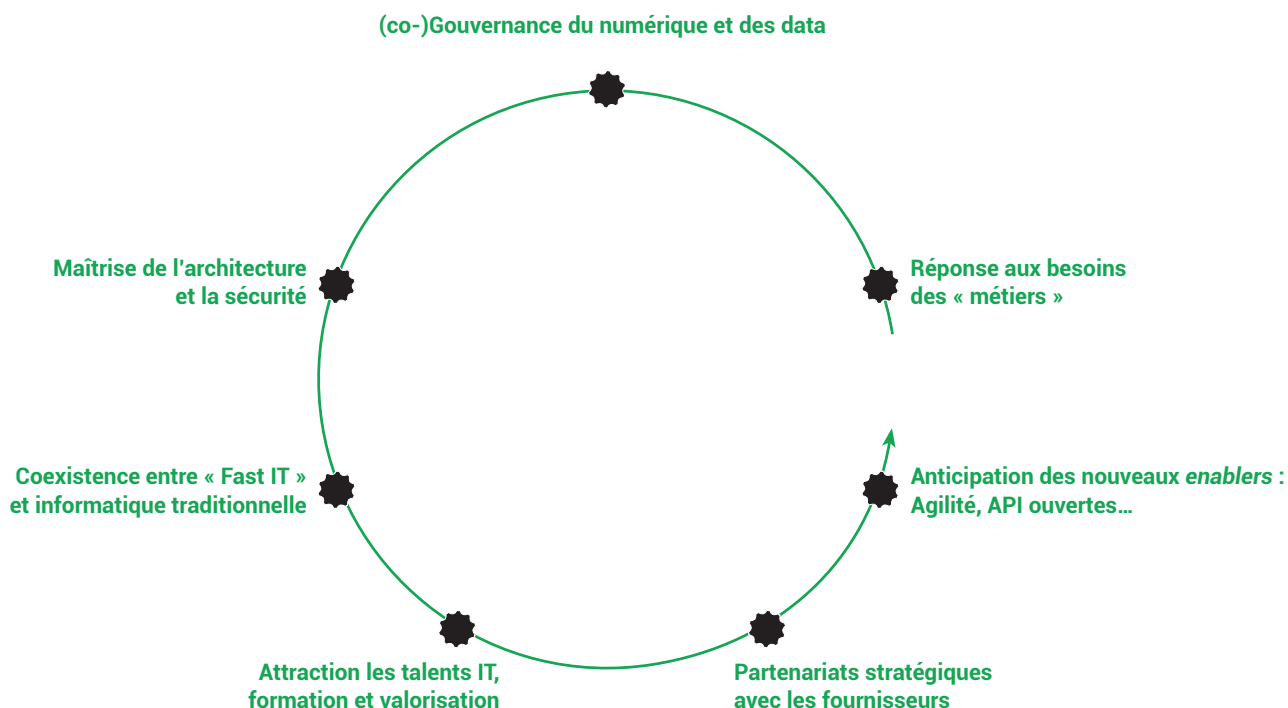 (co-)Gouvernance du numérique et des data
Maîtrise de l'architecture
et la sécurité
Réponse aux besoins
des « métiers »
Coexistence entre « Fast IT »
et informatique traditionnelle
Anticipation des nouveaux enablers :
Agilité, API ouvertes…
Attraction les talents IT,
formation et valorisation
Partenariats stratégiques
avec les fournisseurs